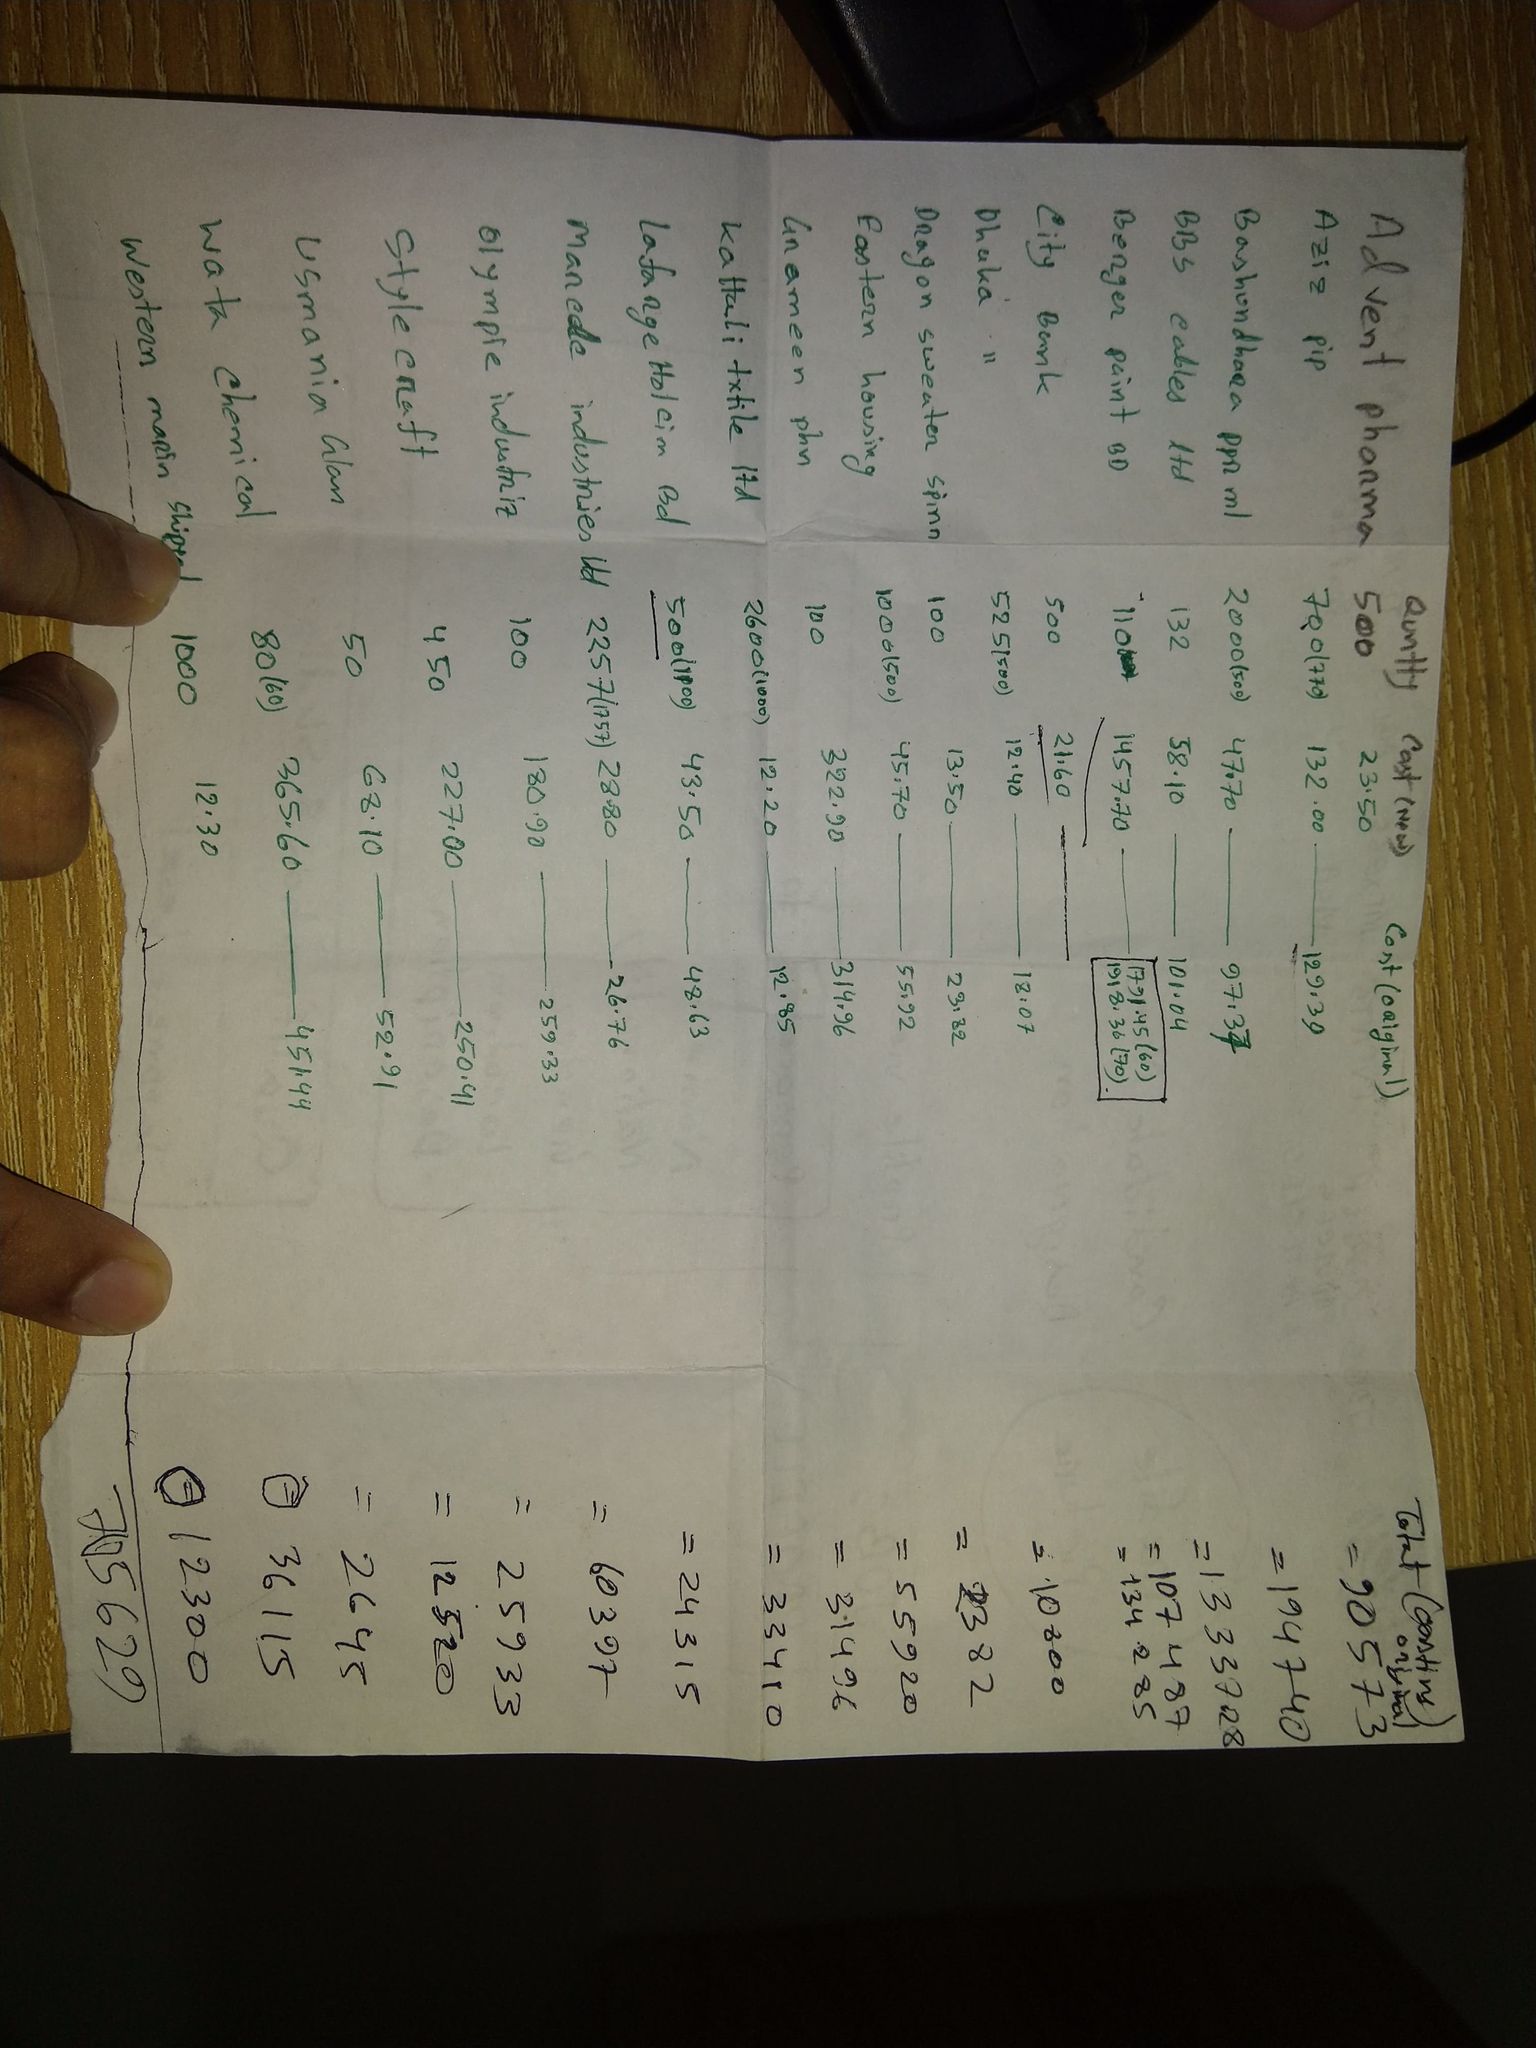 Quntty Cost (new) Cost (original) Total (costing original)
Advent pharma 500 23.50 = 90573
Aziz pip 700(770) 132.00 — 129.39 = 194740
Bashundhara ppr ml 2000(500) 47.70 — 97.37 = 1333728
BBS cables ltd 132 58.10 — 101.04 = 107487
Berger paint BD 110 1457.70 — 1791.45 (60) = 134285
1918.36 (70)
City Bank 500 21.60 — = 10800
Dhaka " 525(500) 12.40 — 18.07
Dragon sweater spinn 100 13.50 — 23.82 = 2382
Eastern housing 1000(500) 45.70 — 55.92 = 55920
Grameen phn 100 322.90 — 314.96 = 31496
Kattali txtile ltd 2600(1000) 12.20 — 12.85 = 33410
Lafarge Holcim Bd 500(1000) 43.50 — 48.63 = 24315
industries ltd 2257(1757) 28.80 — 26.76 = 60397
Olympic industriz 100 180.90 — 259.33 = 25933
Style craft 450 227.00 — 250.41 = 12520
Usmania Glan 50 68.10 — 52.91 = 2645
Wata chemical 80(60) 365.60 — 451.44 = 36115
Western marin 1000 12.30 = 12300
705629